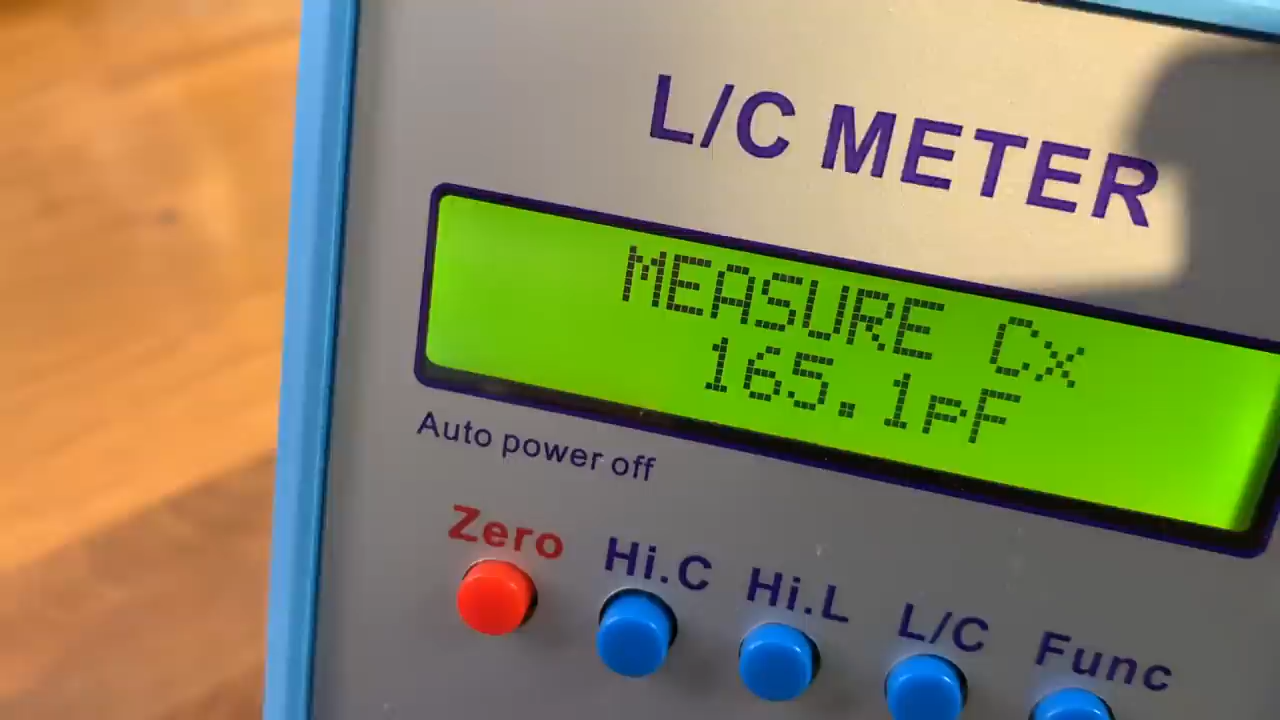 L/C METER
MEASURE Cx
165.1pF
Auto power off
Zero Hi.C Hi.L L/C Func